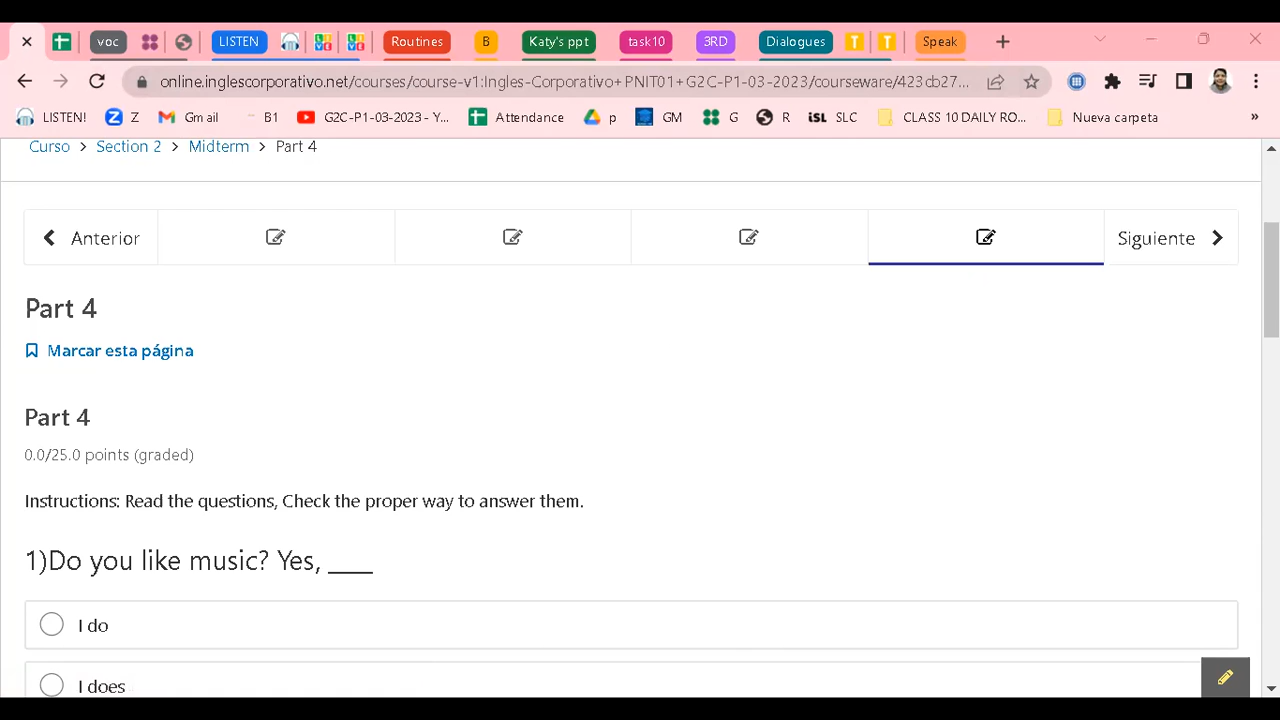 voc LISTEN Routines B Katy's ppt task10 3RD Dialogues T T Speak
online.inglescorporativo.net/courses/course-v1:Ingles-Corporativo+PNIT01+G2C-P1-03-2023/courseware/423cb27...
LISTEN! Z Gmail B1 G2C-P1-03-2023 - Y... Attendance p GM G R iSL SLC CLASS 10 DAILY RO... Nueva carpeta »
Curso > Section 2 > Midterm > Part 4
Anterior Siguiente
Part 4
Marcar esta página
Part 4
0.0/25.0 points (graded)
Instructions: Read the questions, Check the proper way to answer them.
1)Do you like music? Yes, ____
I do
I does